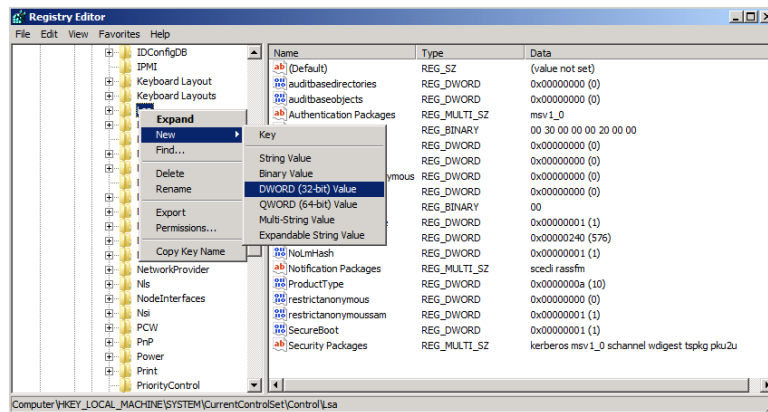 Registry Editor
File Edit View Favorites Help
IDConfigDB
IPMI
Keyboard Layout
Keyboard Layouts
NetworkProvider
Nls
NodeInterfaces
Nsi
PCW
PnP
Power
Print
PriorityControl
Expand
New
Find...
Delete
Rename
Export
Permissions...
Copy Key Name
Key
String Value
Binary Value
DWORD (32-bit) Value
QWORD (64-bit) Value
Multi-String Value
Expandable String Value
Name Type Data
(Default) REG_SZ (value not set)
auditbasedirectories REG_DWORD 0x00000000 (0)
auditbaseobjects REG_DWORD 0x00000000 (0)
Authentication Packages REG_MULTI_SZ msv1_0
REG_BINARY 00 30 00 00 00 20 00 00
REG_DWORD 0x00000000 (0)
REG_DWORD 0x00000000 (0)
ymous REG_DWORD 0x00000000 (0)
REG_DWORD 0x00000000 (0)
REG_BINARY 00
REG_DWORD 0x00000001 (1)
REG_DWORD 0x00000240 (576)
NoLmHash REG_DWORD 0x00000001 (1)
Notification Packages REG_MULTI_SZ scecli rassfm
ProductType REG_DWORD 0x0000000a (10)
restrictanonymous REG_DWORD 0x00000000 (0)
restrictanonymoussam REG_DWORD 0x00000001 (1)
SecureBoot REG_DWORD 0x00000001 (1)
Security Packages REG_MULTI_SZ kerberos msv1_0 schannel wdigest tspkg pku2u
Computer\HKEY_LOCAL_MACHINE\SYSTEM\CurrentControlSet\Control\Lsa